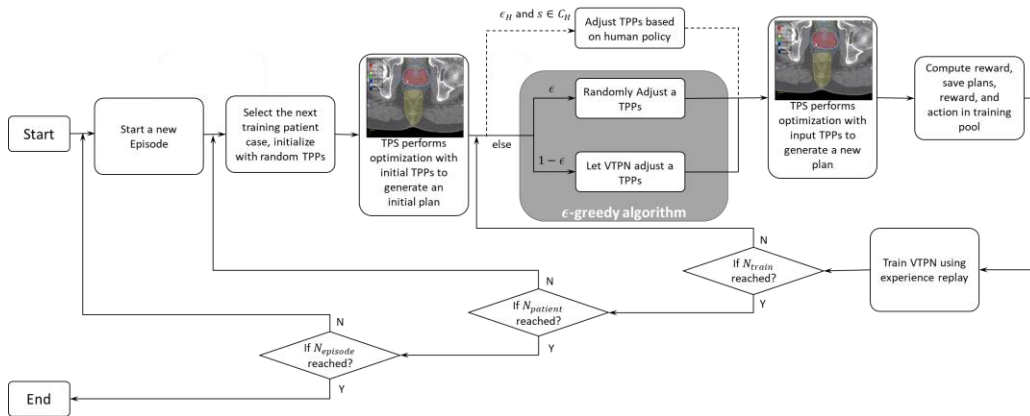 Start
Start a new
Episode
Select the next
training patient
case, initialize
with random TPPs
TPS performs
optimization with
initial TPPs to
generate an
initial plan
ϵ_H and s ∈ C_H
Adjust TPPs based
on human policy
else
ϵ
Randomly Adjust a
TPPs
1 − ϵ
Let VTPN adjust a
TPPs
ϵ-greedy algorithm
TPS performs
optimization with
input TPPs to
generate a new
plan
Compute reward,
save plans,
reward, and
action in training
pool
Train VTPN using
experience replay
N
If N_train
reached?
Y
N
If N_patient
reached?
Y
N
If N_episode
reached?
Y
End